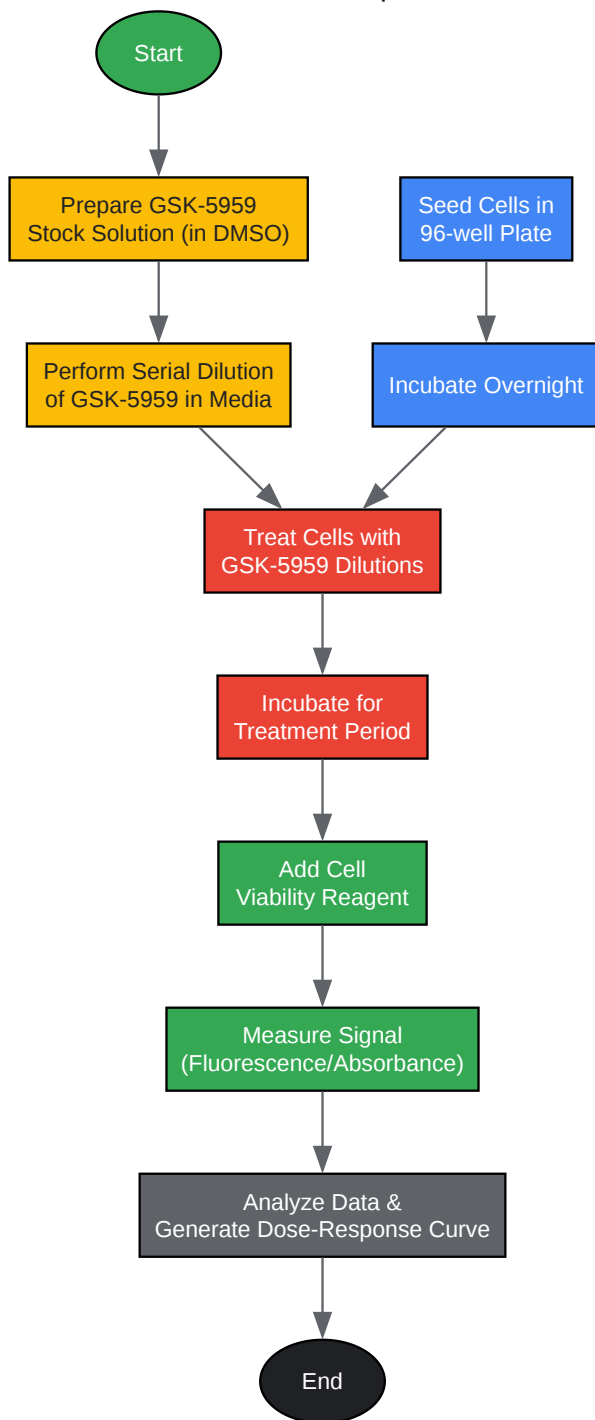 Start
Prepare GSK-5959
Stock Solution (in DMSO)
Seed Cells in
96-well Plate
Perform Serial Dilution
of GSK-5959 in Media
Incubate Overnight
Treat Cells with
GSK-5959 Dilutions
Incubate for
Treatment Period
Add Cell
Viability Reagent
Measure Signal
(Fluorescence/Absorbance)
Analyze Data &
Generate Dose-Response Curve
End